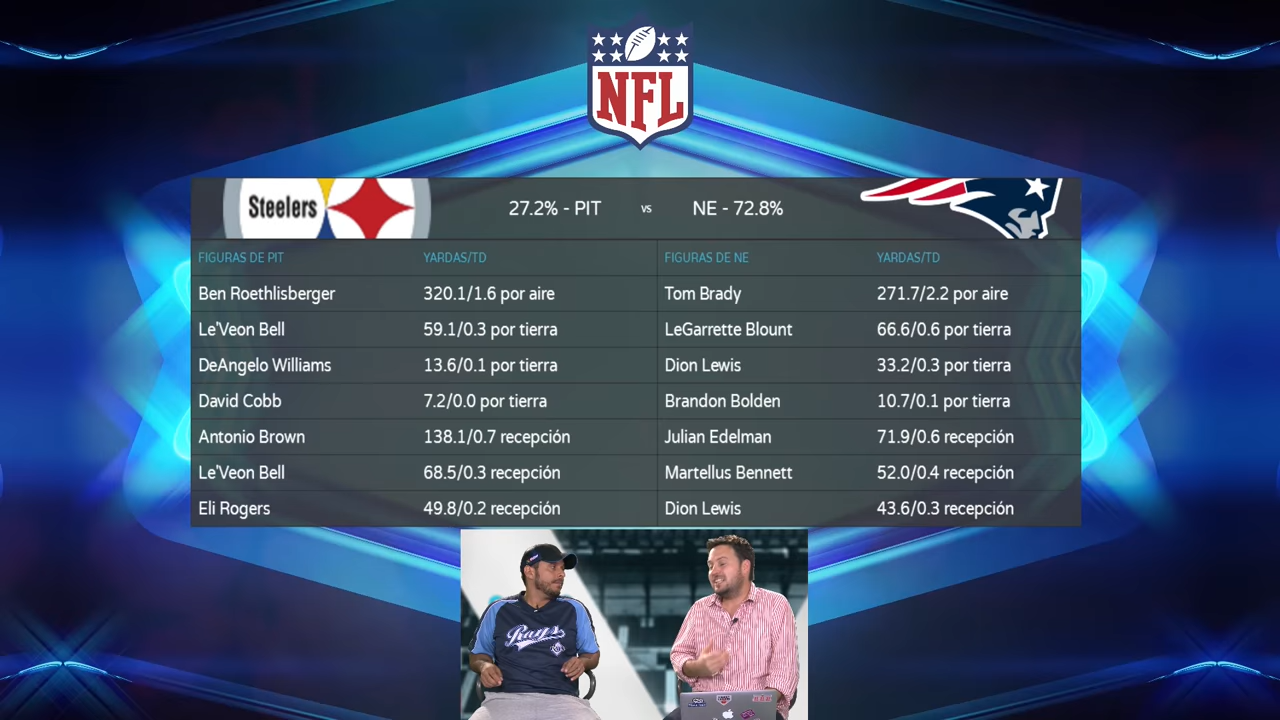 NFL
Steelers
27.2% - PIT vs NE - 72.8%
FIGURAS DE PIT YARDAS/TD FIGURAS DE NE YARDAS/TD
Ben Roethlisberger 320.1/1.6 por aire Tom Brady 271.7/2.2 por aire
Le'Veon Bell 59.1/0.3 por tierra LeGarrette Blount 66.6/0.6 por tierra
DeAngelo Williams 13.6/0.1 por tierra Dion Lewis 33.2/0.3 por tierra
David Cobb 7.2/0.0 por tierra Brandon Bolden 10.7/0.1 por tierra
Antonio Brown 138.1/0.7 recepción Julian Edelman 71.9/0.6 recepción
Le'Veon Bell 68.5/0.3 recepción Martellus Bennett 52.0/0.4 recepción
Eli Rogers 49.8/0.2 recepción Dion Lewis 43.6/0.3 recepción
Rays